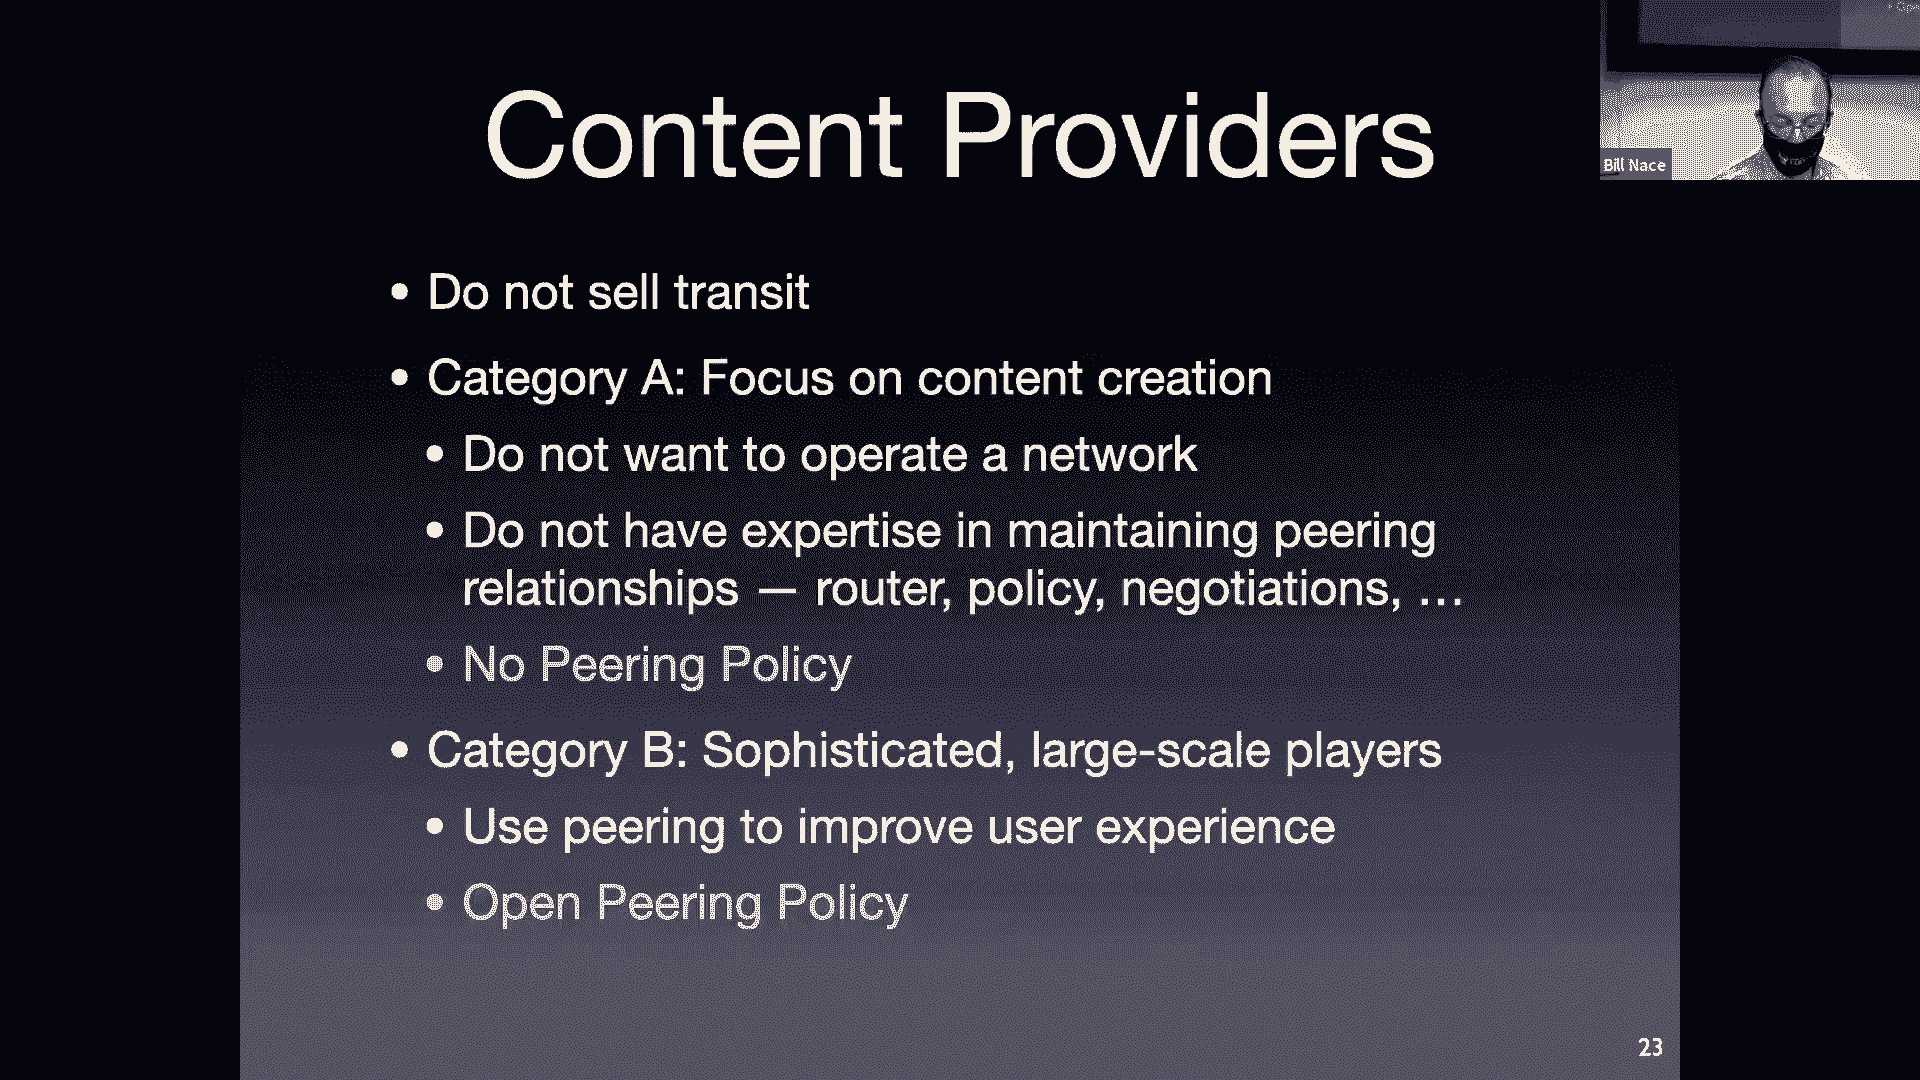 Content Providers
Bill Nace
• Do not sell transit
• Category A: Focus on content creation
• Do not want to operate a network
• Do not have expertise in maintaining peering
relationships — router, policy, negotiations, …
• No Peering Policy
• Category B: Sophisticated, large-scale players
• Use peering to improve user experience
• Open Peering Policy
23